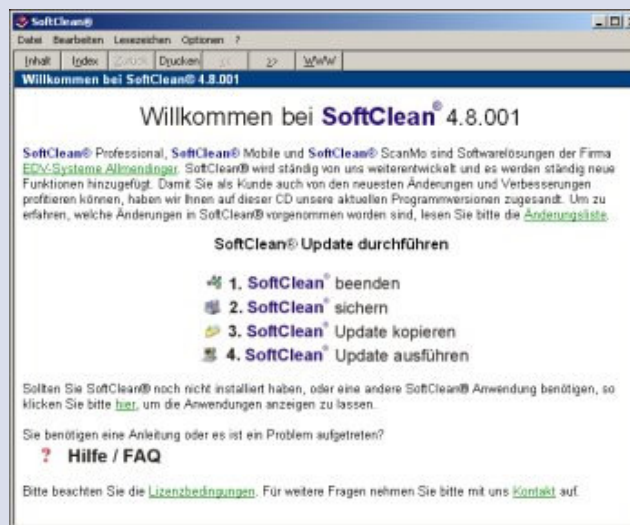 SoftClean®
Datei Bearbeiten Lesezeichen Optionen ?
Inhalt Index Zurück Drucken << >> WWW
Willkommen bei SoftClean® 4.8.001
Willkommen bei SoftClean® 4.8.001
SoftClean® Professional, SoftClean® Mobile und SoftClean® ScanMo sind Softwarelösungen der Firma
EDV-Systeme Allmendinger. SoftClean® wird ständig von uns weiterentwickelt und es werden ständig neue
Funktionen hinzugefügt. Damit Sie als Kunde auch von den neuesten Änderungen und Verbesserungen
profitieren können, haben wir Ihnen auf dieser CD unsere aktuellen Programmversionen zugesandt. Um zu
erfahren, welche Änderungen in SoftClean® vorgenommen worden sind, lesen Sie bitte die Änderungsliste.
SoftClean® Update durchführen
1. SoftClean® beenden
2. SoftClean® sichern
3. SoftClean® Update kopieren
4. SoftClean® Update ausführen
Sollten Sie SoftClean® noch nicht installiert haben, oder eine andere SoftClean® Anwendung benötigen, so
klicken Sie bitte hier, um die Anwendungen anzeigen zu lassen.
Sie benötigen eine Anleitung oder es ist ein Problem aufgetreten?
? Hilfe / FAQ
Bitte beachten Sie die Lizenzbedingungen. Für weitere Fragen nehmen Sie bitte mit uns Kontakt auf.